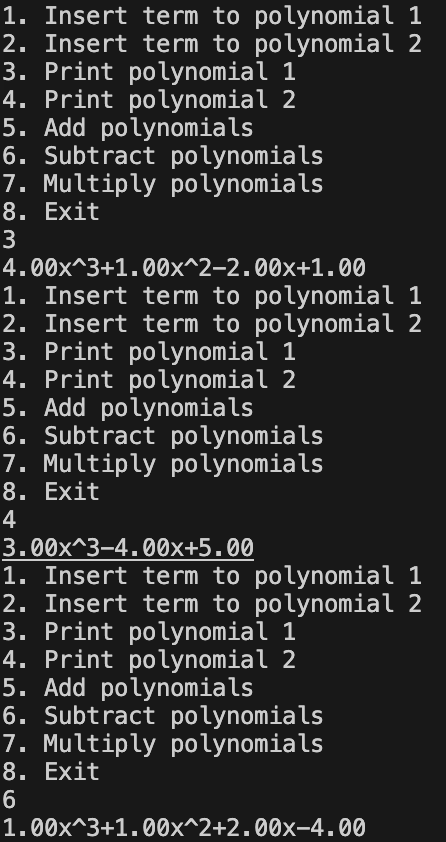 1. Insert term to polynomial 1
2. Insert term to polynomial 2
3. Print polynomial 1
4. Print polynomial 2
5. Add polynomials
6. Subtract polynomials
7. Multiply polynomials
8. Exit
3
4.00x^3+1.00x^2-2.00x+1.00
1. Insert term to polynomial 1
2. Insert term to polynomial 2
3. Print polynomial 1
4. Print polynomial 2
5. Add polynomials
6. Subtract polynomials
7. Multiply polynomials
8. Exit
4
3.00x^3-4.00x+5.00
1. Insert term to polynomial 1
2. Insert term to polynomial 2
3. Print polynomial 1
4. Print polynomial 2
5. Add polynomials
6. Subtract polynomials
7. Multiply polynomials
8. Exit
6
1.00x^3+1.00x^2+2.00x-4.00